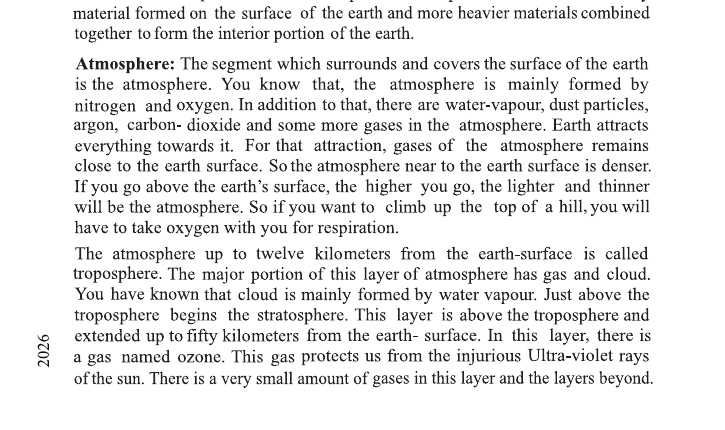 material formed on the surface of the earth and more heavier materials combined
together to form the interior portion of the earth.
Atmosphere: The segment which surrounds and covers the surface of the earth
is the atmosphere. You know that, the atmosphere is mainly formed by
nitrogen and oxygen. In addition to that, there are water-vapour, dust particles,
argon, carbon- dioxide and some more gases in the atmosphere. Earth attracts
everything towards it. For that attraction, gases of the atmosphere remains
close to the earth surface. So the atmosphere near to the earth surface is denser.
If you go above the earth's surface, the higher you go, the lighter and thinner
will be the atmosphere. So if you want to climb up the top of a hill, you will
have to take oxygen with you for respiration.
The atmosphere up to twelve kilometers from the earth-surface is called
troposphere. The major portion of this layer of atmosphere has gas and cloud.
You have known that cloud is mainly formed by water vapour. Just above the
troposphere begins the stratosphere. This layer is above the troposphere and
extended up to fifty kilometers from the earth- surface. In this layer, there is
a gas named ozone. This gas protects us from the injurious Ultra-violet rays
of the sun. There is a very small amount of gases in this layer and the layers beyond.
2026